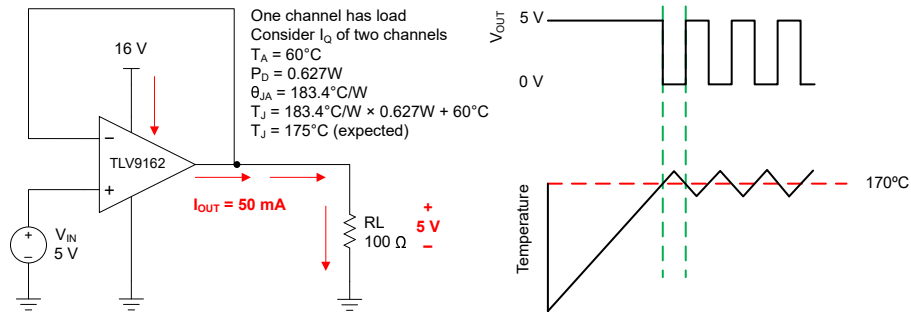 One channel has load
Consider IQ of two channels
TA = 60°C
PD = 0.627W
θJA = 183.4°C/W
TJ = 183.4°C/W × 0.627W + 60°C
TJ = 175°C (expected)
16 V
–
TLV9162
+
IOUT = 50 mA
+
–
VIN
5 V
RL
100 Ω
+
5 V
–
VOUT
5 V
0 V
Temperature
170ºC